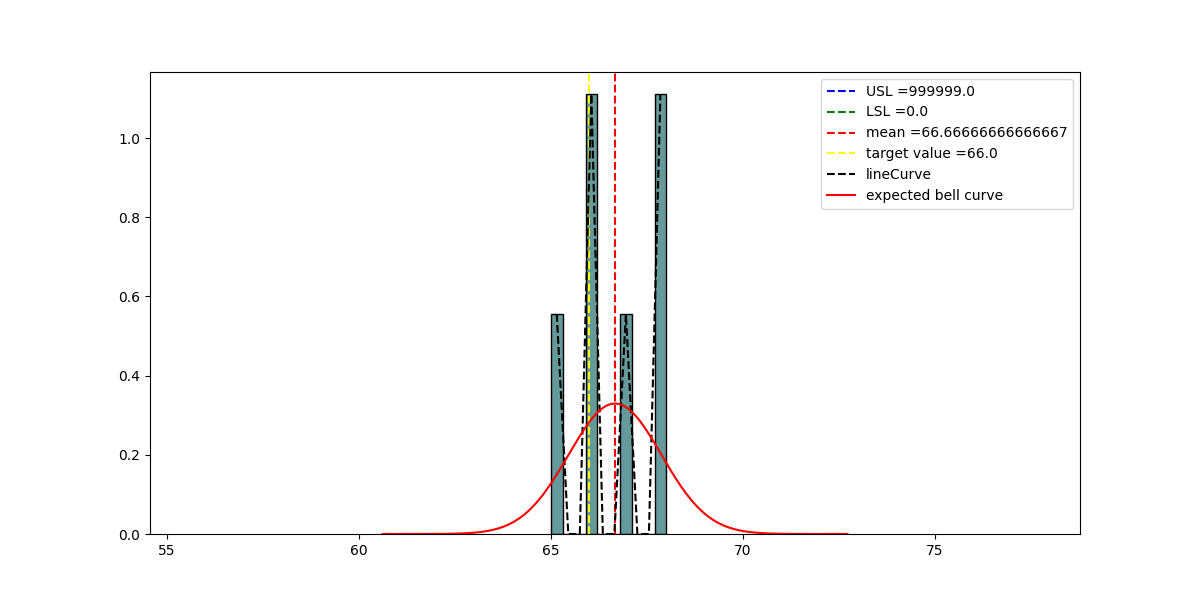 USL =999999.0
LSL =0.0
mean =66.66666666666667
target value =66.0
lineCurve
expected bell curve
1.0
0.8
0.6
0.4
0.2
0.0
55 60 65 70 75